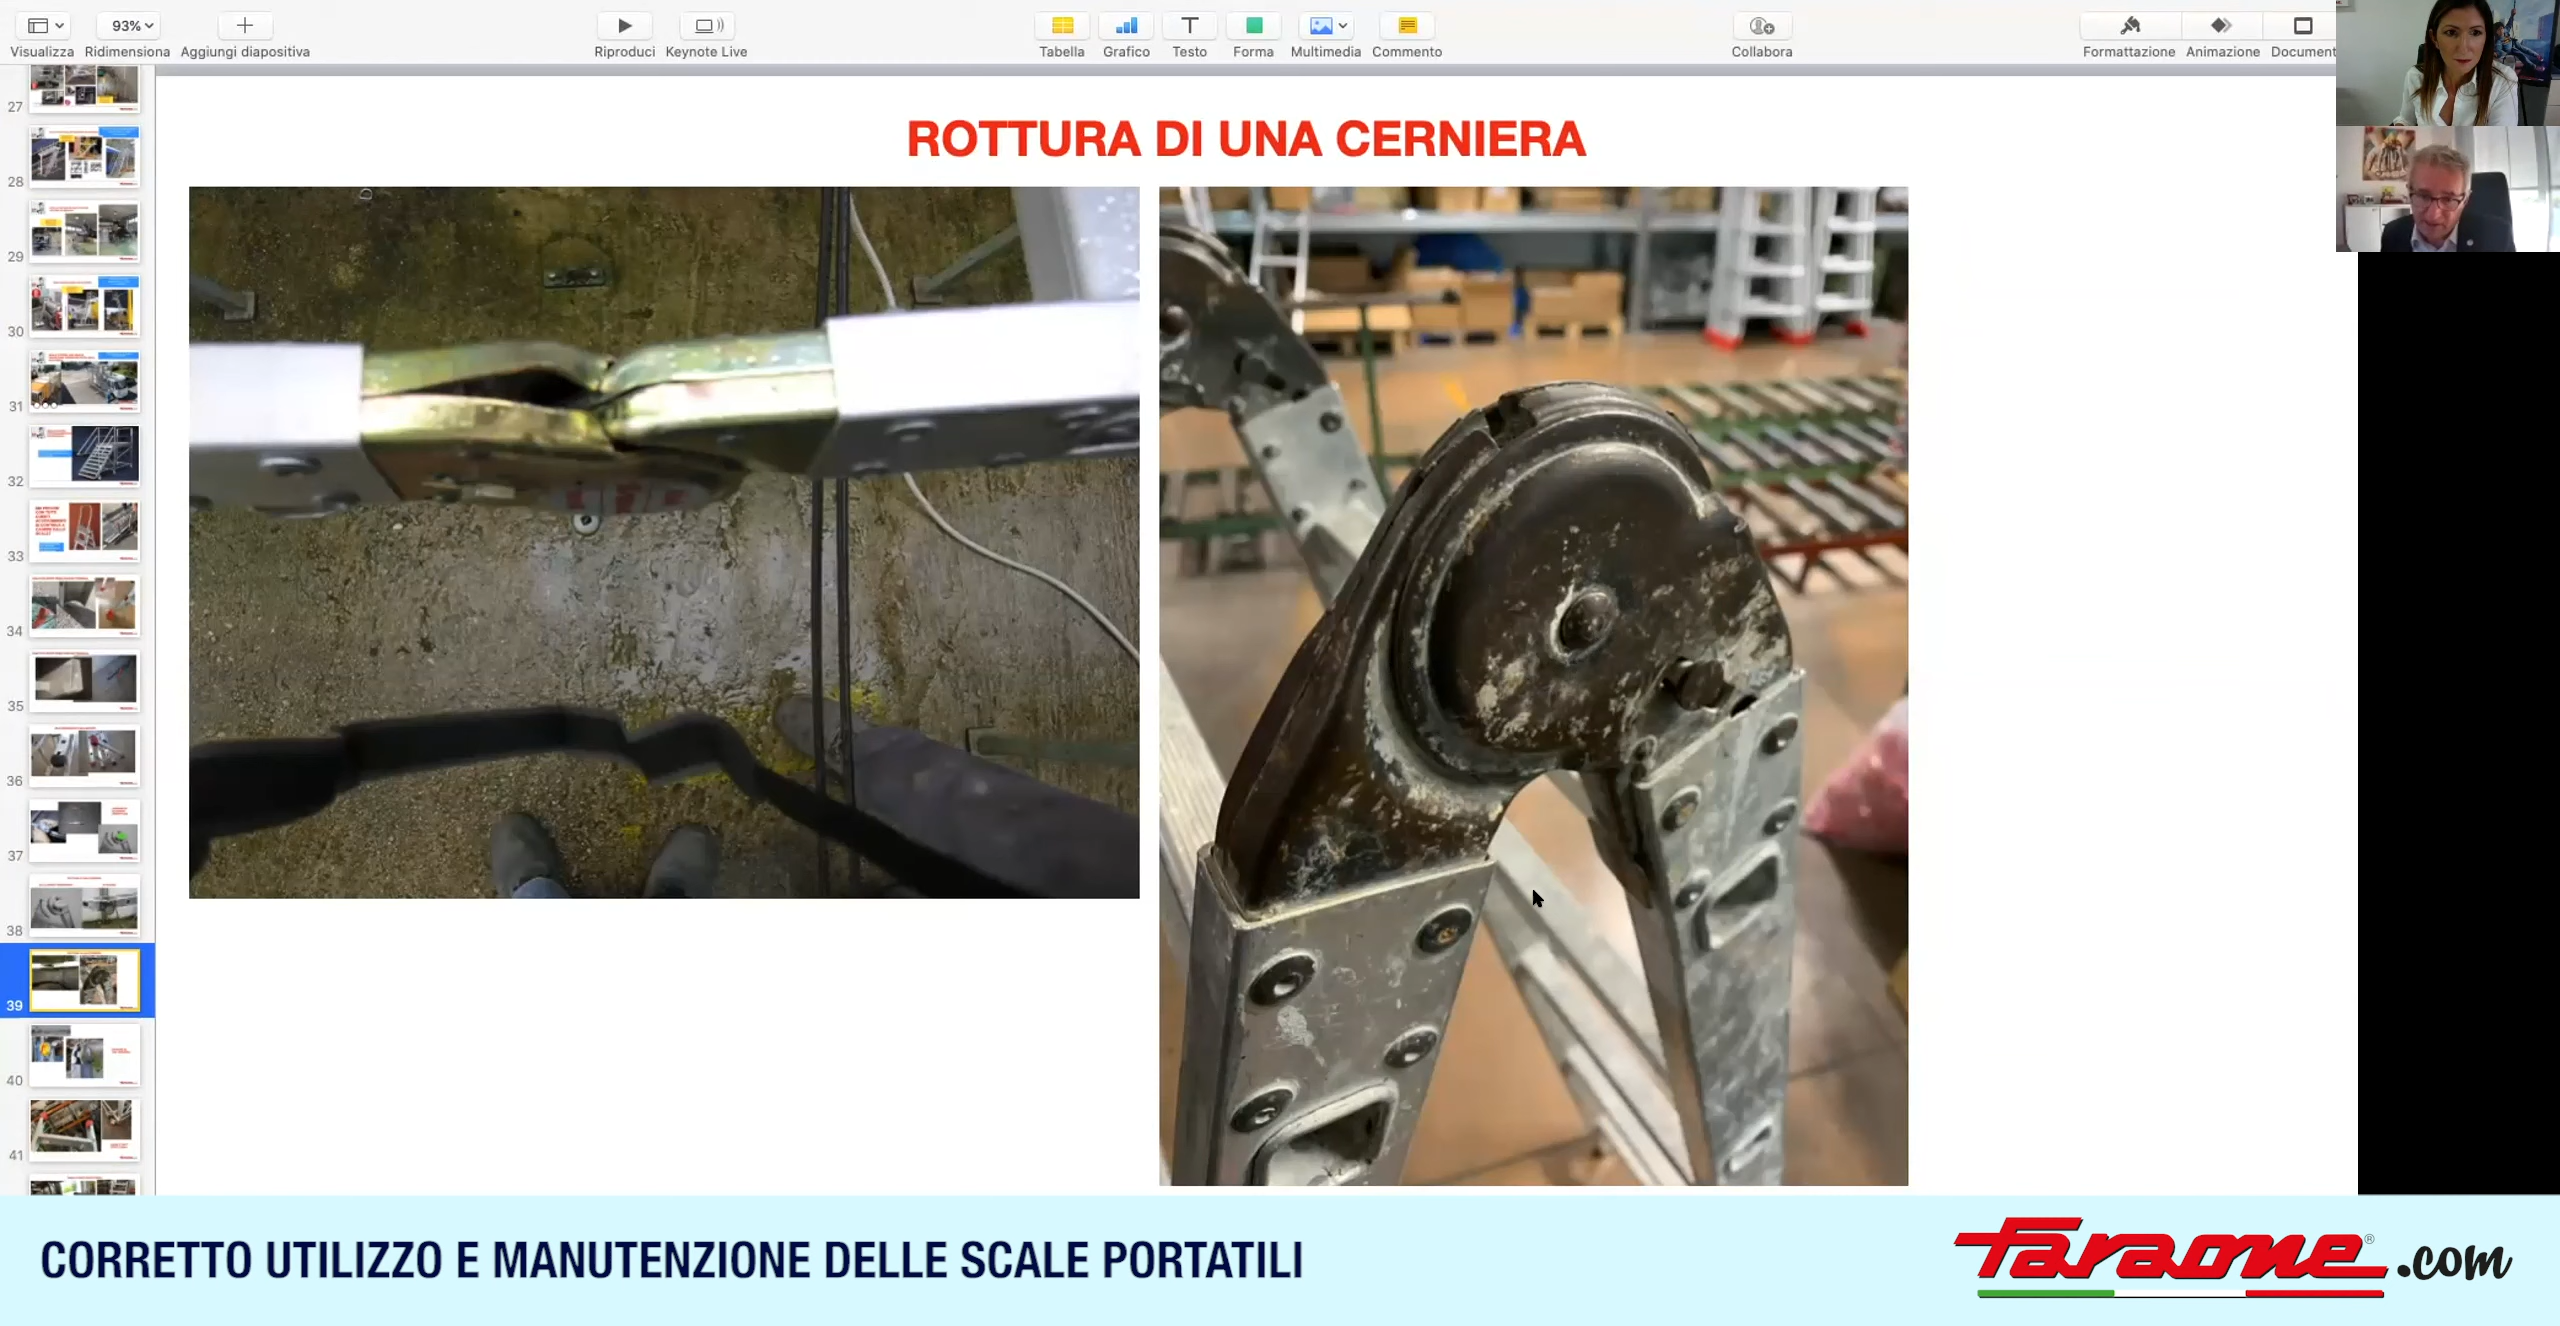 93%
Visualizza
Ridimensiona
Aggiungi diapositiva
Riproduci
Keynote Live
Tabella
Grafico
Testo
Forma
Multimedia
Commento
Collabora
Formattazione
Animazione
Document
27
28
29
30
31
32
33
34
35
36
37
38
39
40
41
ROTTURA DI UNA CERNIERA
CORRETTO UTILIZZO E MANUTENZIONE DELLE SCALE PORTATILI
faraone®.com